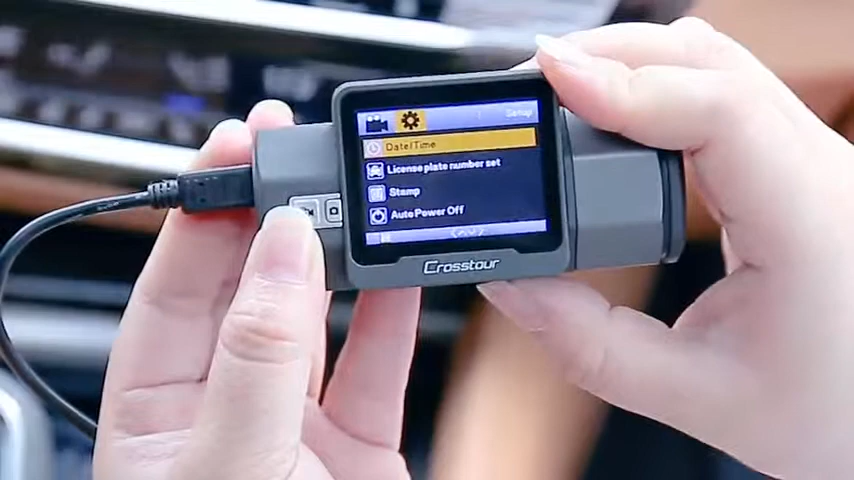 Setup
Date/Time
License plate number set
Stamp
Auto Power Off
Crosstour